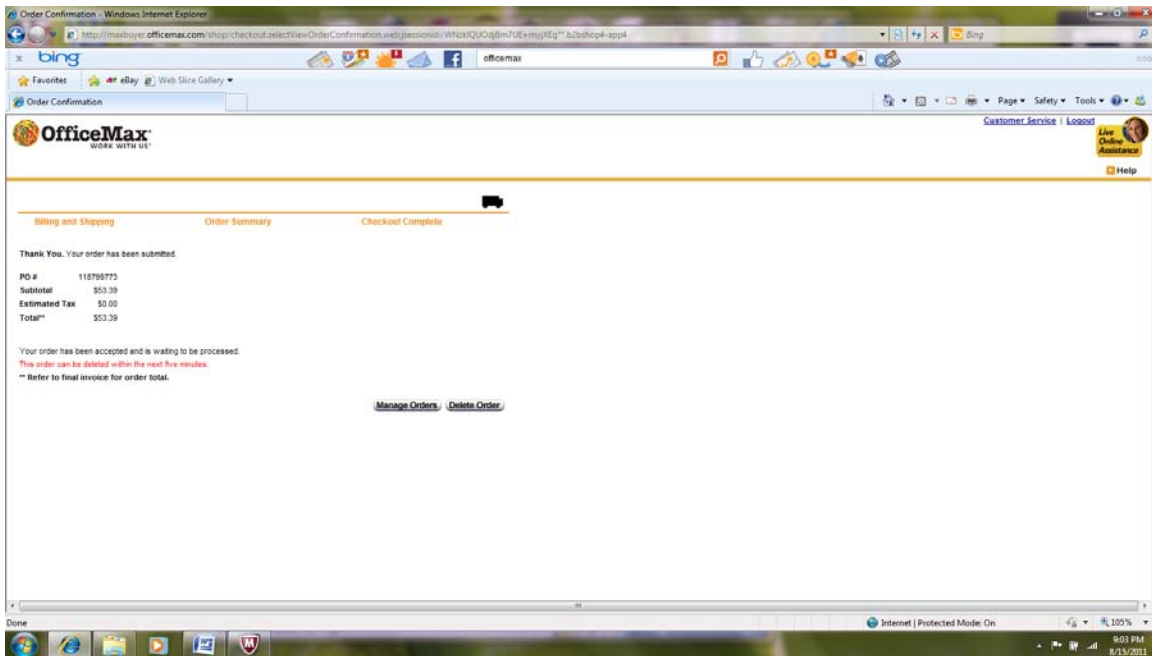 Order Confirmation - Windows Internet Explorer
bing officemax
Favorites eBay Web Slice Gallery
Order Confirmation Page Safety Tools
Customer Service | Logout
OfficeMax
WORK WITH US
Live Online Assistance
Help
Billing and Shipping Order Summary Checkout Complete
Thank You. Your order has been submitted.
PO # 118799773
Subtotal $53.39
Estimated Tax $0.00
Total** $53.39
Your order has been accepted and is waiting to be processed.
This order can be deleted within the next five minutes.
** Refer to final invoice for order total.
Manage Orders Delete Order
Done Internet | Protected Mode: On 105%
9:03 PM
8/15/2011